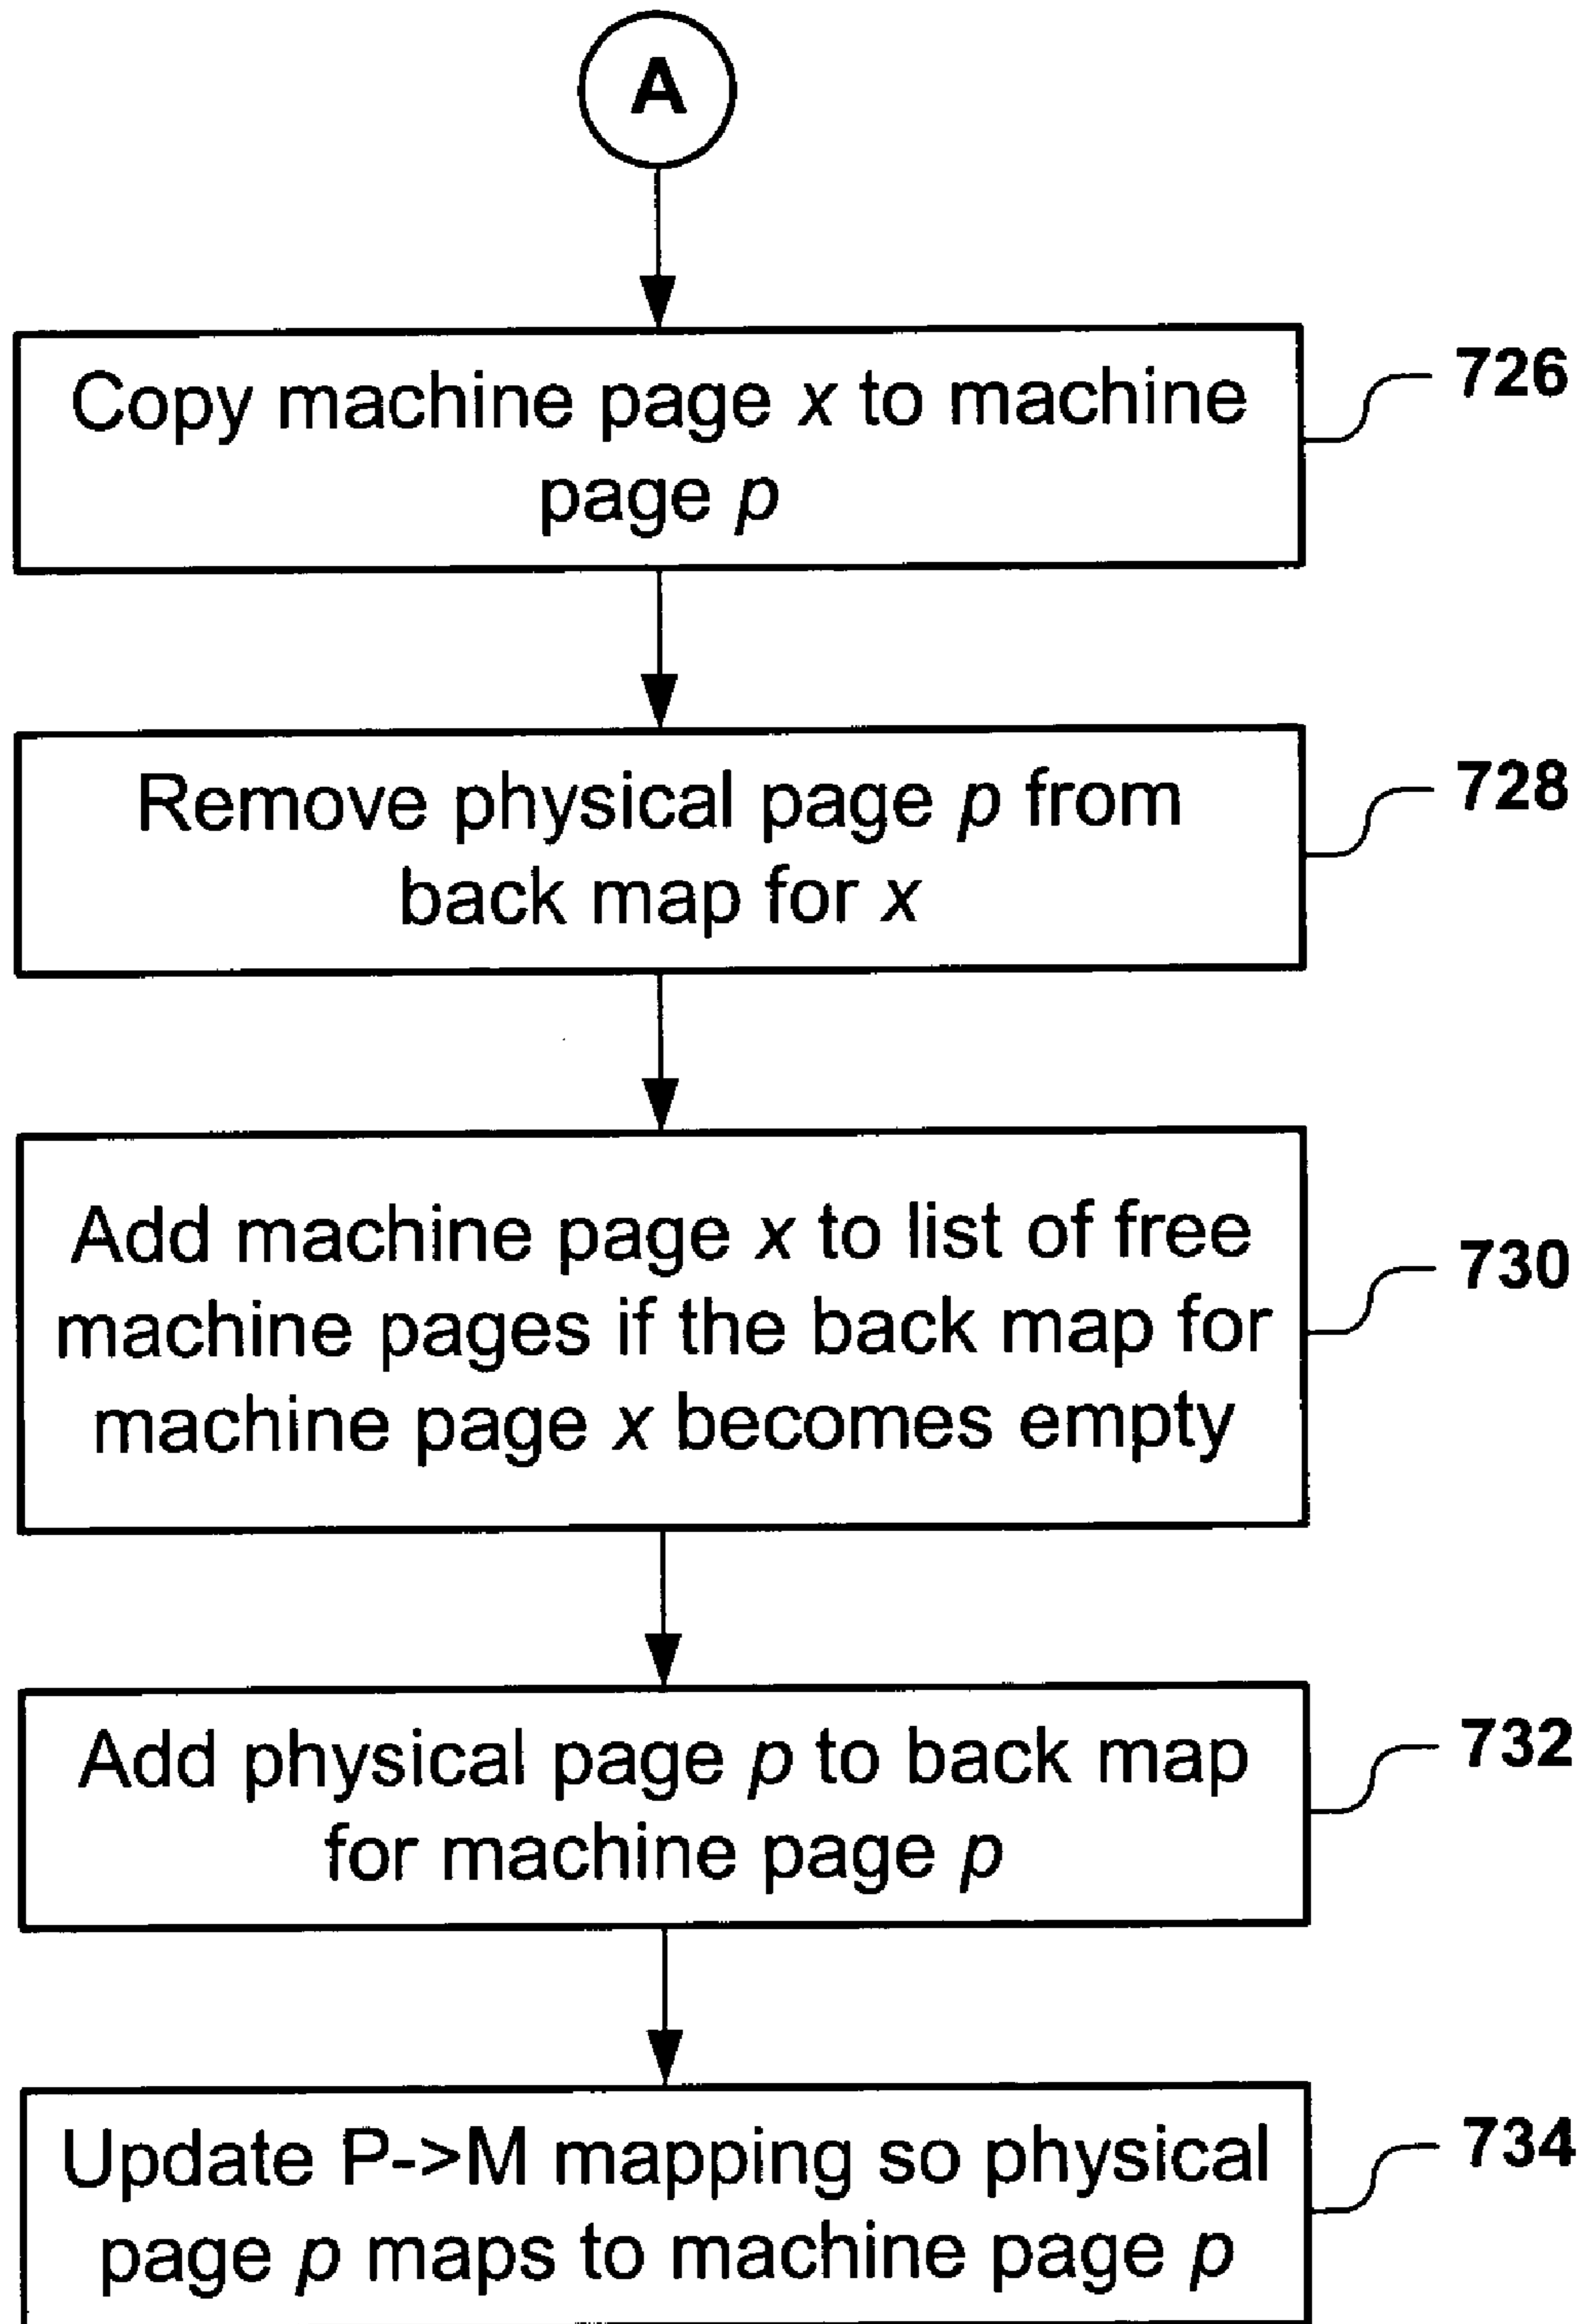 A
Copy machine page x to machine
page p
726
Remove physical page p from
back map for x
728
Add machine page x to list of free
machine pages if the back map for
machine page x becomes empty
730
Add physical page p to back map
for machine page p
732
Update P->M mapping so physical
page p maps to machine page p
734